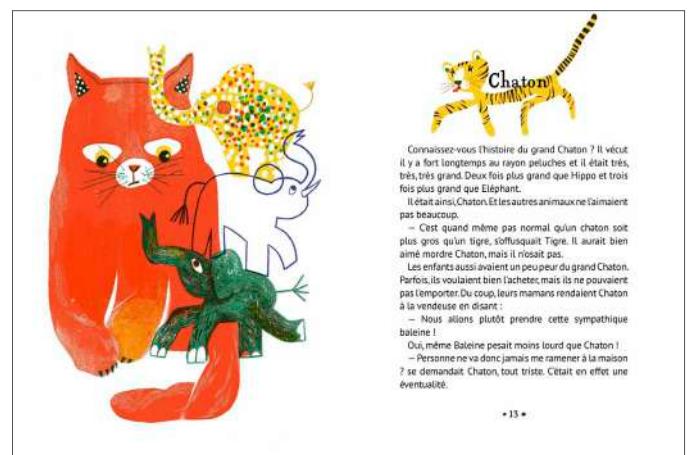 Chaton
Connaissez-vous l'histoire du grand Chaton ? Il vécut
il y a fort longtemps au rayon peluches et il était très,
très, très grand. Deux fois plus grand que Hippo et trois
fois plus grand que Eléphant.
Il était ainsi, Chaton. Et les autres animaux ne l'aimaient
pas beaucoup.
— C'est quand même pas normal qu'un chaton soit
plus gros qu'un tigre, s'offusquait Tigre. Il aurait bien
aimé mordre Chaton, mais il n'osait pas.
Les enfants aussi avaient un peu peur du grand Chaton.
Parfois, ils voulaient bien l'acheter, mais ils ne pouvaient
pas l'emporter. Du coup, leurs mamans rendaient Chaton
à la vendeuse en disant :
— Nous allons plutôt prendre cette sympathique
baleine !
Oui, même Baleine pesait moins lourd que Chaton !
— Personne ne va donc jamais me ramener à la maison
? se demandait Chaton, tout triste. C'était en effet une
éventualité.
• 13 •